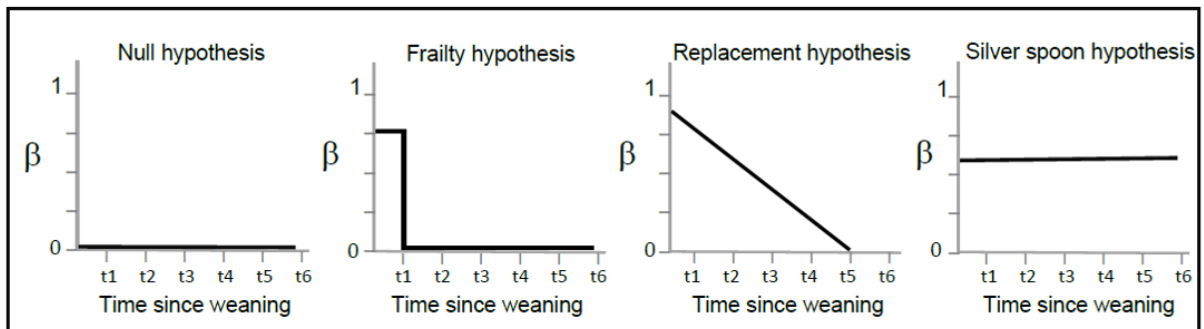 Null hypothesis
1
β
0
t1 t2 t3 t4 t5 t6
Time since weaning
Frailty hypothesis
1
β
0
t1 t2 t3 t4 t5 t6
Time since weaning
Replacement hypothesis
1
β
0
t1 t2 t3 t4 t5 t6
Time since weaning
Silver spoon hypothesis
1
β
0
t1 t2 t3 t4 t5 t6
Time since weaning